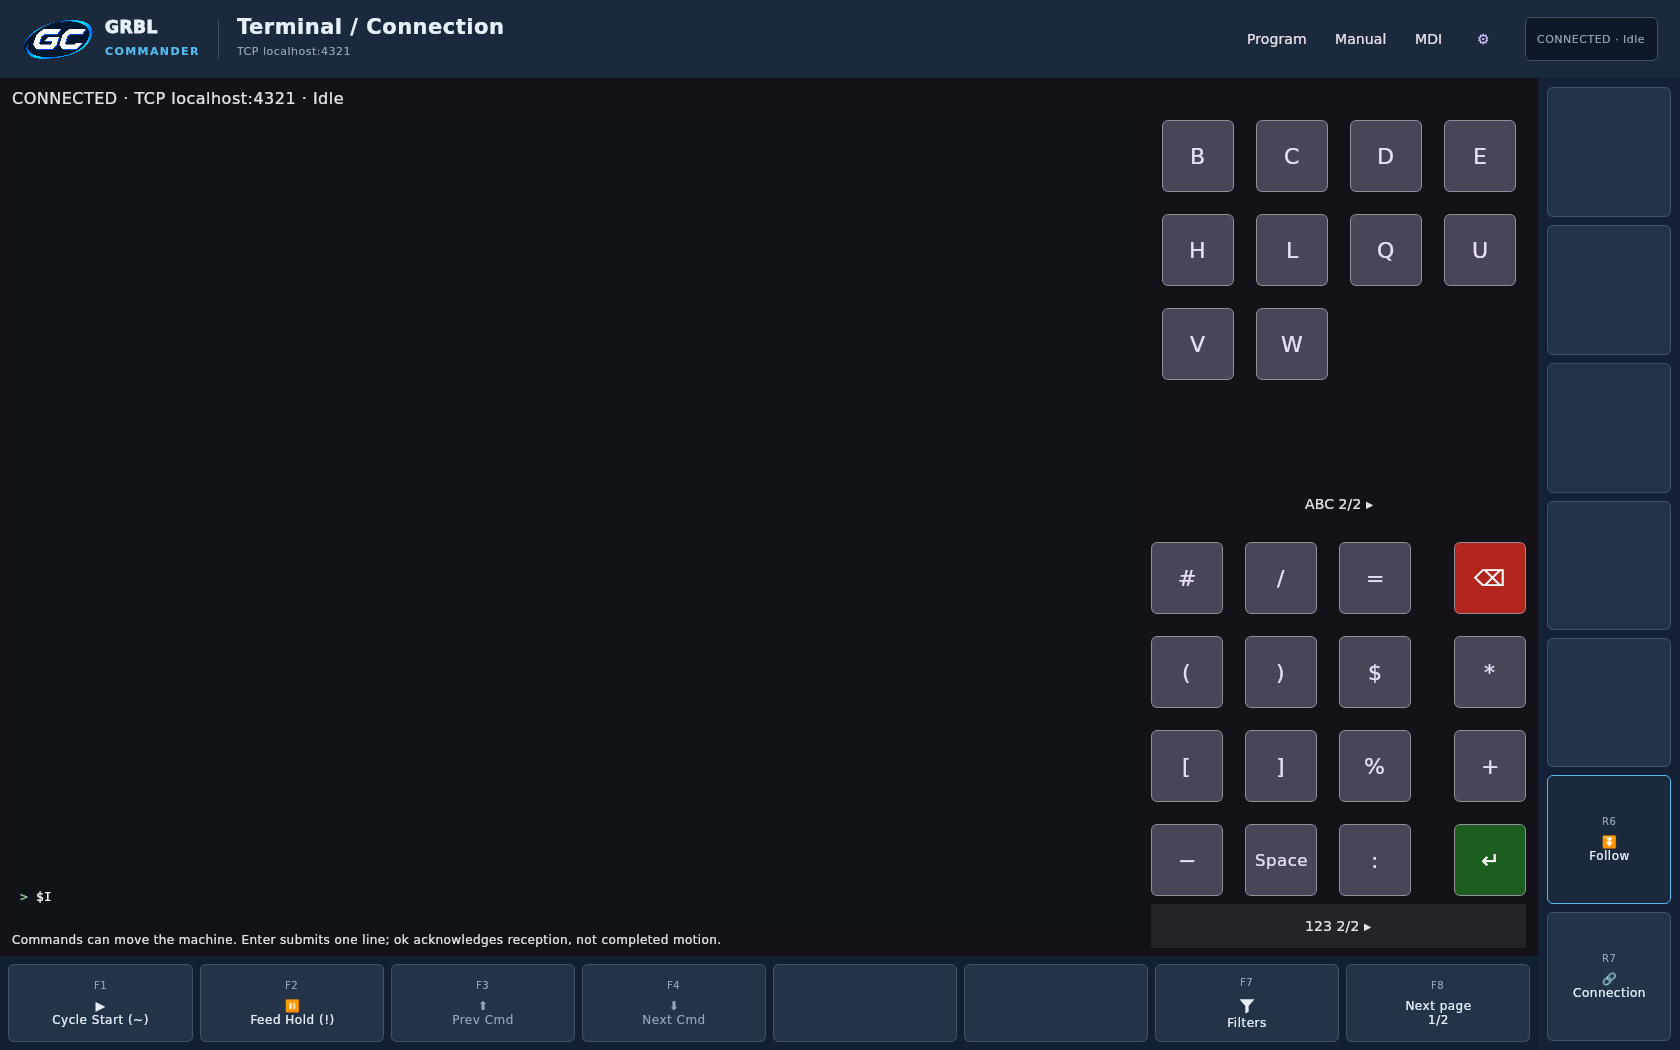 GC
GRBL
COMMANDER
Terminal / Connection
TCP localhost:4321
Program
Manual
MDI
CONNECTED · Idle
CONNECTED · TCP localhost:4321 · Idle
B C D E
H L Q U
V W
ABC 2/2 ▸
# / = ⌫
( ) $ *
[ ] % +
− Space : ↵
123 2/2 ▸
> $I
Commands can move the machine. Enter submits one line; ok acknowledges reception, not completed motion.
R6
Follow
R7
Connection
F1
Cycle Start (~)
F2
Feed Hold (!)
F3
Prev Cmd
F4
Next Cmd
F7
Filters
F8
Next page
1/2